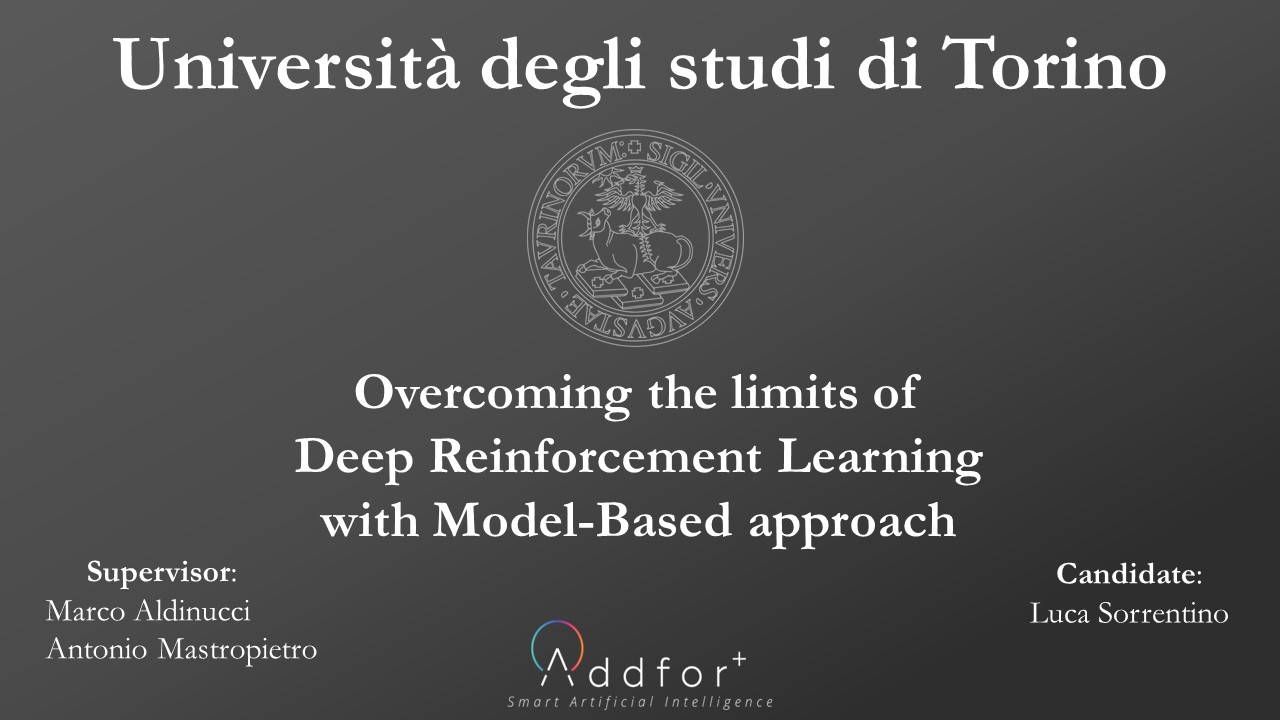 Università degli studi di Torino
SIGIL·VNIVERS·AVGVSTAE·TAVRINORVM:
Overcoming the limits of
Deep Reinforcement Learning
with Model-Based approach
Supervisor:
Marco Aldinucci
Antonio Mastropietro
Candidate:
Luca Sorrentino
Addfor+
Smart Artificial Intelligence